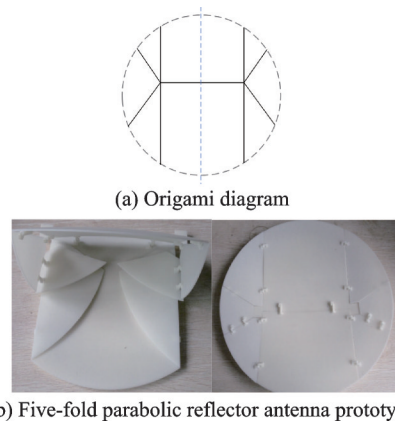 (a) Origami diagram
b) Five-fold parabolic reflector antenna prototy